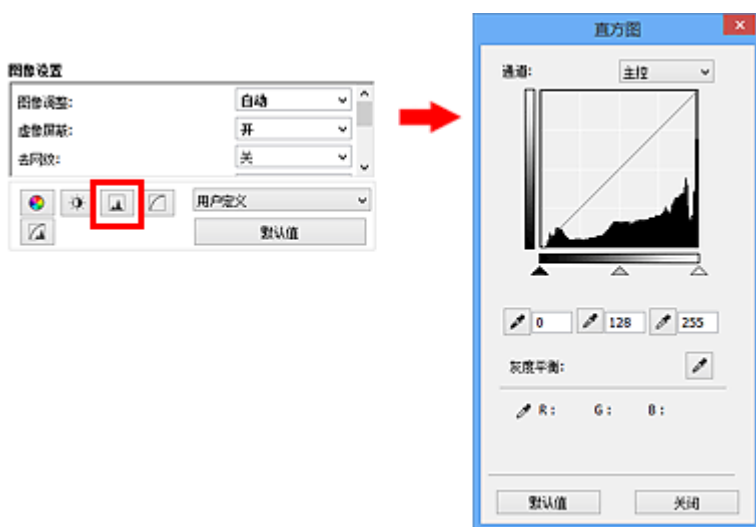 图像设置
图像调整: 自动
虚像屏蔽: 开
去网纹: 关
用户定义
默认值
直方图
通道: 主控
0 128 255
灰度平衡:
R: G: B:
默认值 关闭